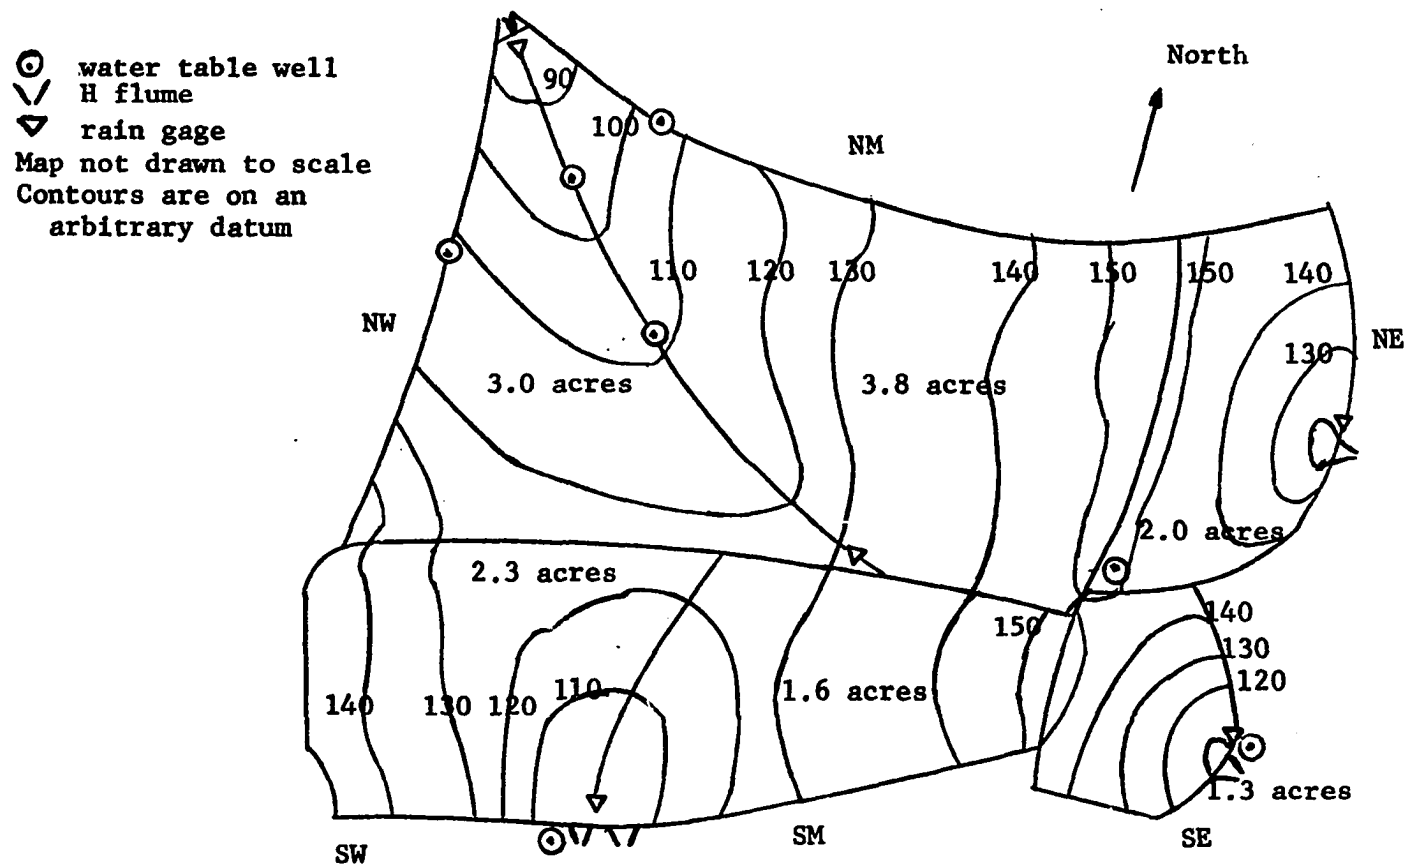 water table well
H flume
rain gage
Map not drawn to scale
Contours are on an
arbitrary datum
North
NM
NW
NE
90
100
110
120
130
140
150
150
140
130
3.0 acres
3.8 acres
2.0 acres
2.3 acres
150
140
130
120
140
130
120
110
1.6 acres
1.3 acres
SW
SM
SE